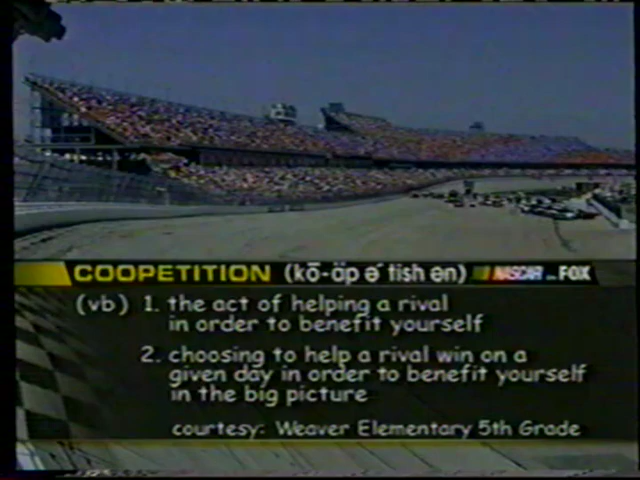 COOPETITION (kō-äp ə́ tish ən) NASCAR on FOX
(vb) 1. the act of helping a rival
in order to benefit yourself
2. choosing to help a rival win on a
given day in order to benefit yourself
in the big picture
courtesy: Weaver Elementary 5th Grade